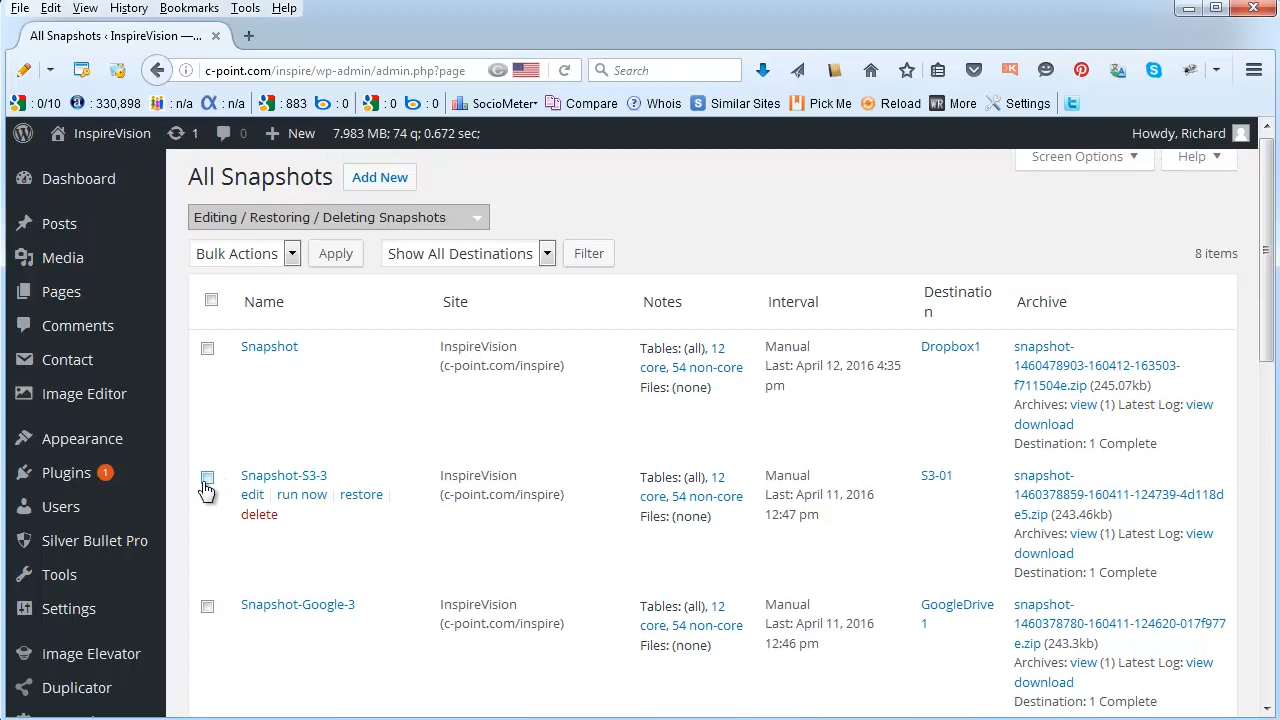 File Edit View History Bookmarks Tools Help
All Snapshots ‹ InspireVision —...
c-point.com/inspire/wp-admin/admin.php?page
Search
: 0/10 : 330,898 : n/a : n/a : 883 : 0 : 0 : 0 SocioMeter Compare Whois Similar Sites Pick Me Reload WR More Settings
InspireVision 1 0 New 7.983 MB; 74 q; 0.672 sec; Howdy, Richard
Screen Options Help
Dashboard
Posts
Media
Pages
Comments
Contact
Image Editor
Appearance
Plugins 1
Users
Silver Bullet Pro
Tools
Settings
Image Elevator
Duplicator
All Snapshots Add New
Editing / Restoring / Deleting Snapshots
Bulk Actions Apply Show All Destinations Filter 8 items
Name Site Notes Interval Destinatio
n Archive
Snapshot
InspireVision
(c-point.com/inspire)
Tables: (all), 12
core, 54 non-core
Files: (none)
Manual
Last: April 12, 2016 4:35
pm
Dropbox1
snapshot-
1460478903-160412-163503-
f711504e.zip (245.07kb)
Archives: view (1) Latest Log: view
download
Destination: 1 Complete
Snapshot-S3-3
edit run now restore
delete
InspireVision
(c-point.com/inspire)
Tables: (all), 12
core, 54 non-core
Files: (none)
Manual
Last: April 11, 2016
12:47 pm
S3-01
snapshot-
1460378859-160411-124739-4d118d
e5.zip (243.46kb)
Archives: view (1) Latest Log: view
download
Destination: 1 Complete
Snapshot-Google-3
InspireVision
(c-point.com/inspire)
Tables: (all), 12
core, 54 non-core
Files: (none)
Manual
Last: April 11, 2016
12:46 pm
GoogleDrive
1
snapshot-
1460378780-160411-124620-017f977
e.zip (243.3kb)
Archives: view (1) Latest Log: view
download
Destination: 1 Complete